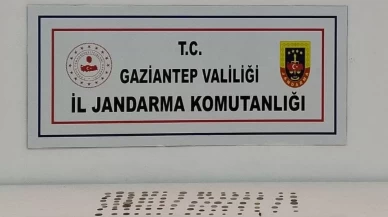 T.C.
GAZİANTEP VALİLİĞİ
İL JANDARMA KOMUTANLIĞI